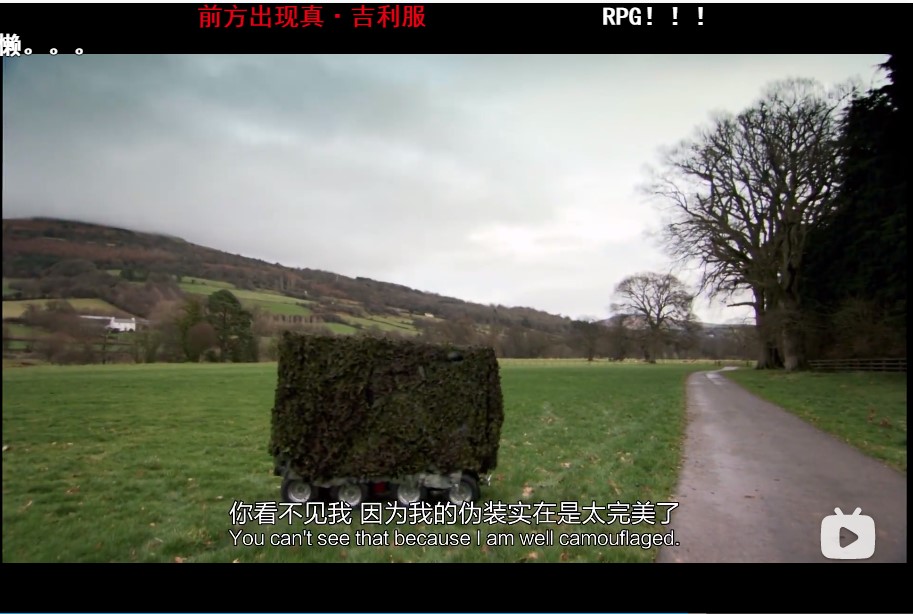 前方出现真·吉利服
RPG！！！
懒。。。
你看不见我 因为我的伪装实在是太完美了
You can't see that because I am well camouflaged.